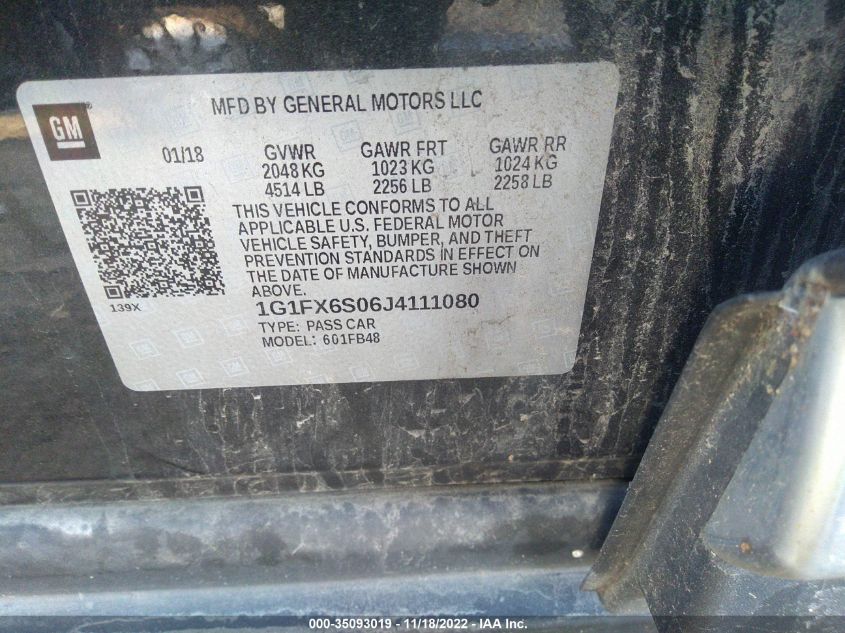 MFD BY GENERAL MOTORS LLC
GM
01/18 GVWR GAWR FRT GAWR RR
2048 KG 1023 KG 1024 KG
4514 LB 2256 LB 2258 LB
THIS VEHICLE CONFORMS TO ALL
APPLICABLE U.S. FEDERAL MOTOR
VEHICLE SAFETY, BUMPER, AND THEFT
PREVENTION STANDARDS IN EFFECT ON
THE DATE OF MANUFACTURE SHOWN
ABOVE.
139X
1G1FX6S06J4111080
TYPE: PASS CAR
MODEL: 601FB48
000-35093019 - 11/18/2022 - IAA Inc.